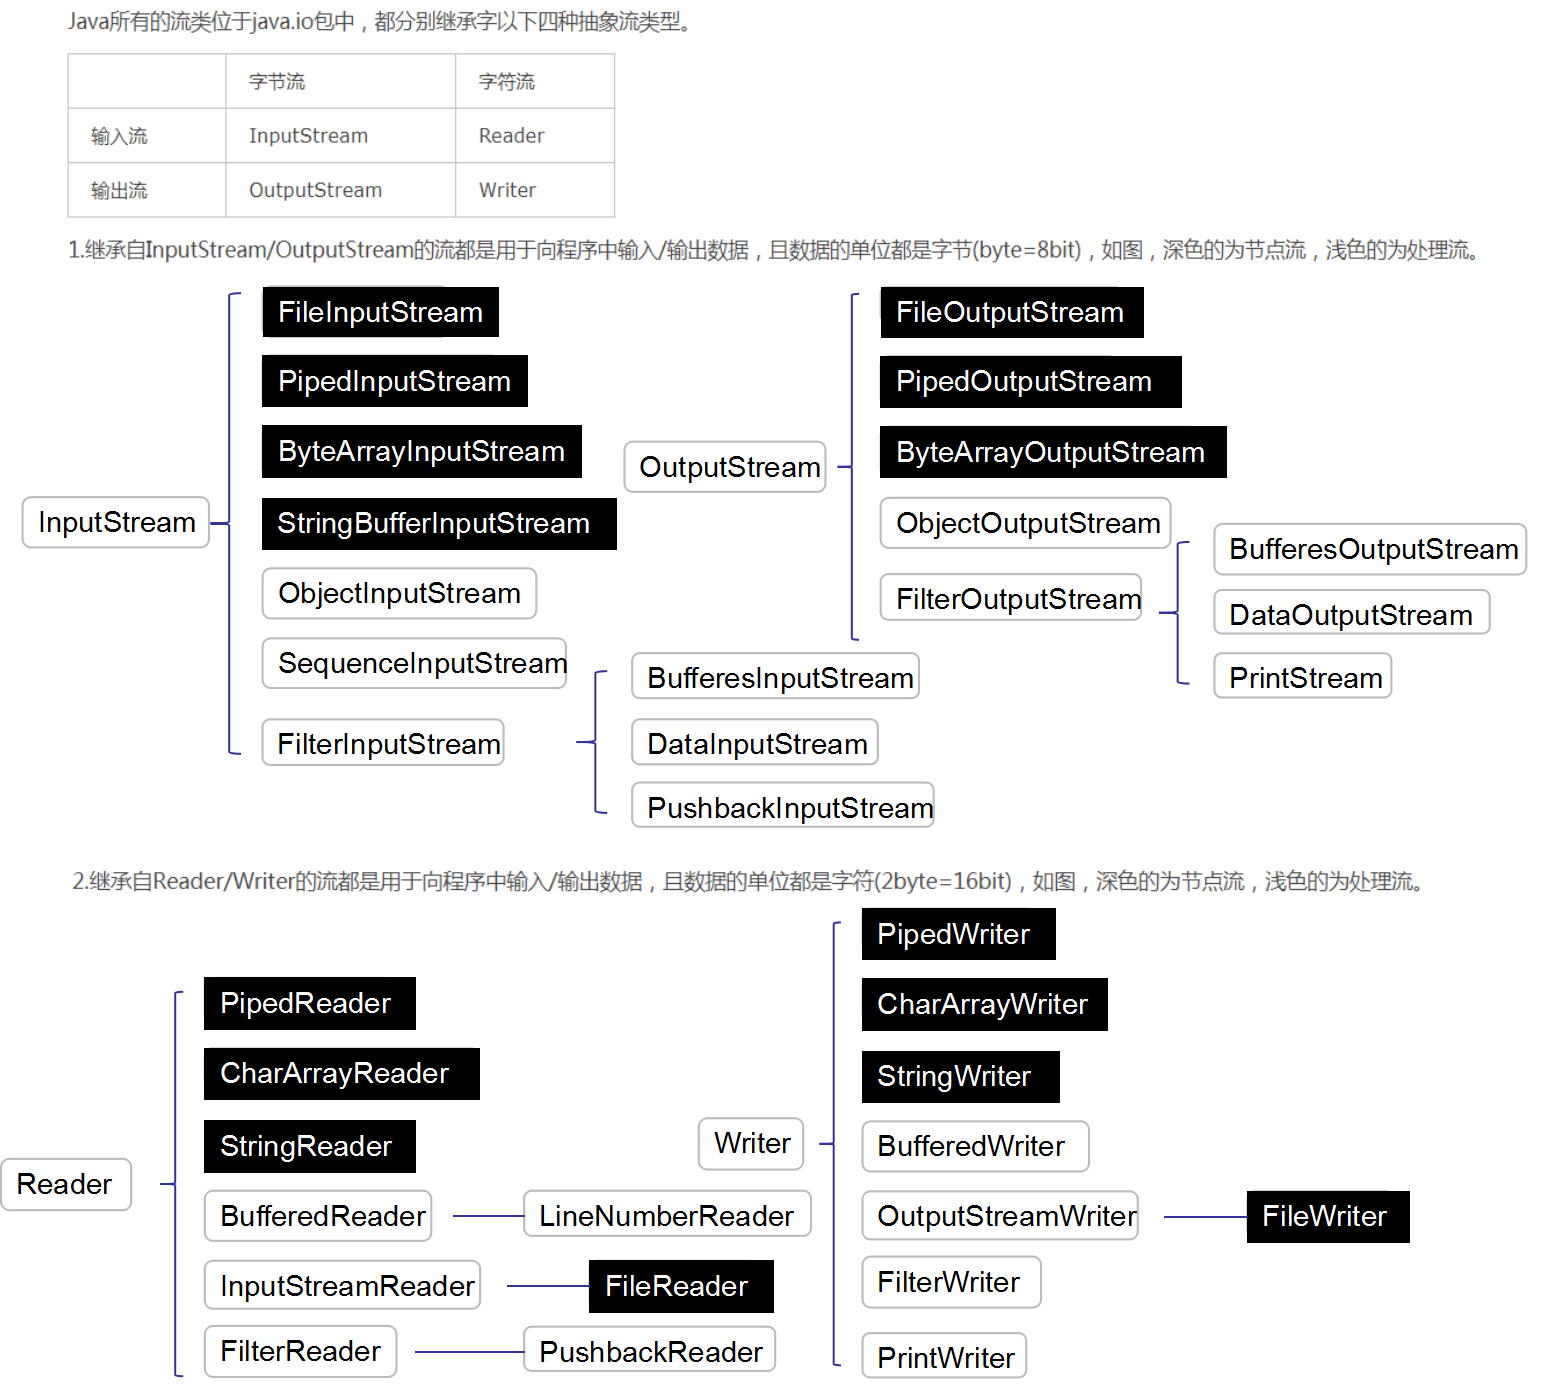 Java所有的流类位于java.io包中，都分别继承字以下四种抽象流类型。
字节流 字符流
输入流 InputStream Reader
输出流 OutputStream Writer
1.继承自InputStream/OutputStream的流都是用于向程序中输入/输出数据，且数据的单位都是字节(byte=8bit)，如图，深色的为节点流，浅色的为处理流。
InputStream
FileInputStream
PipedInputStream
ByteArrayInputStream
StringBufferInputStream
ObjectInputStream
SequenceInputStream
FilterInputStream
BufferesInputStream
DataInputStream
PushbackInputStream
OutputStream
FileOutputStream
PipedOutputStream
ByteArrayOutputStream
ObjectOutputStream
FilterOutputStream
BufferesOutputStream
DataOutputStream
PrintStream
2.继承自Reader/Writer的流都是用于向程序中输入/输出数据，且数据的单位都是字符(2byte=16bit)，如图，深色的为节点流，浅色的为处理流。
Reader
PipedReader
CharArrayReader
StringReader
BufferedReader
LineNumberReader
InputStreamReader
FileReader
FilterReader
PushbackReader
Writer
PipedWriter
CharArrayWriter
StringWriter
BufferedWriter
OutputStreamWriter
FileWriter
FilterWriter
PrintWriter